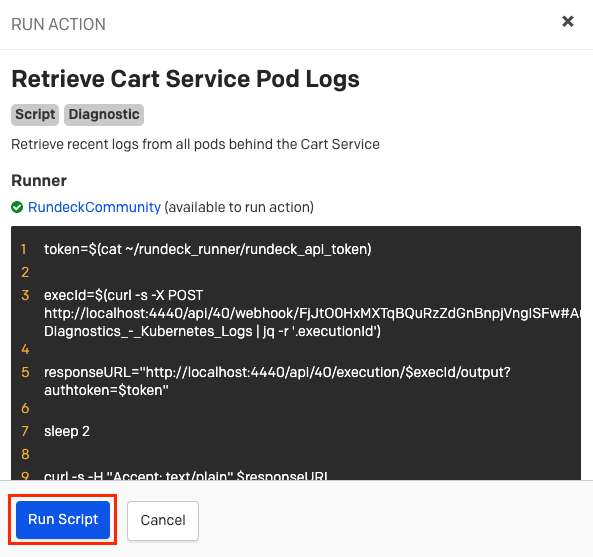 RUN ACTION
×
Retrieve Cart Service Pod Logs
Script Diagnostic
Retrieve recent logs from all pods behind the Cart Service
Runner
RundeckCommunity (available to run action)
1 token=$(cat ~/rundeck_runner/rundeck_api_token)
2
3 execId=$(curl -s -X POST
http://localhost:4440/api/40/webhook/FjJtO0HxMXTqBQuRzZdGnBnpjVnglSFw#Au
Diagnostics_-_Kubernetes_Logs | jq -r '.executionId')
4
5 responseURL="http://localhost:4440/api/40/execution/$execId/output?
authtoken=$token"
6
7 sleep 2
8
9 curl -s -H "Accept: text/plain" $responseURL
Run Script Cancel